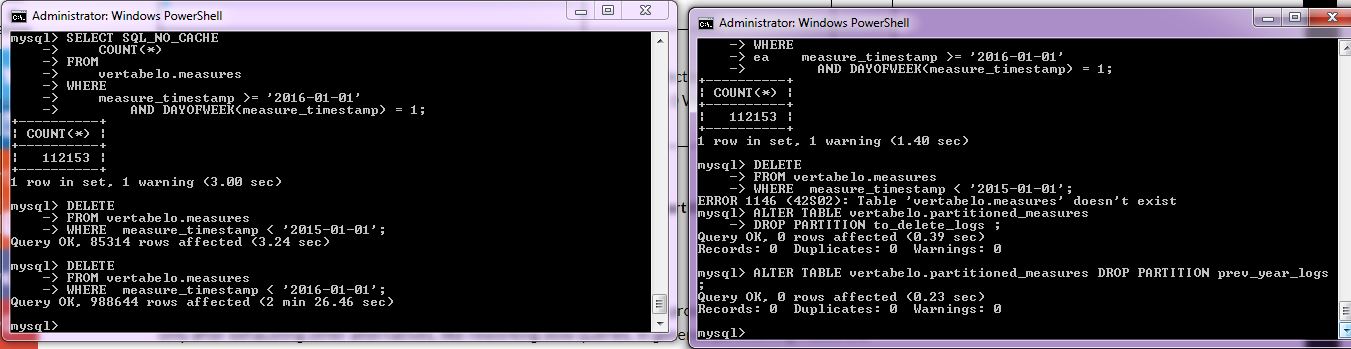 Administrator: Windows PowerShell
mysql> SELECT SQL_NO_CACHE
-> COUNT(*)
-> FROM
-> vertabelo.measures
-> WHERE
-> measure_timestamp >= '2016-01-01'
-> AND DAYOFWEEK(measure_timestamp) = 1;
+----------+
| COUNT(*) |
+----------+
| 112153 |
+----------+
1 row in set, 1 warning (3.00 sec)
mysql> DELETE
-> FROM vertabelo.measures
-> WHERE measure_timestamp < '2015-01-01';
Query OK, 85314 rows affected (3.24 sec)
mysql> DELETE
-> FROM vertabelo.measures
-> WHERE measure_timestamp < '2016-01-01';
Query OK, 988644 rows affected (2 min 26.46 sec)
mysql>
Administrator: Windows PowerShell
-> WHERE
-> ea measure_timestamp >= '2016-01-01'
-> AND DAYOFWEEK(measure_timestamp) = 1;
+----------+
| COUNT(*) |
+----------+
| 112153 |
+----------+
1 row in set, 1 warning (1.40 sec)
mysql> DELETE
-> FROM vertabelo.measures
-> WHERE measure_timestamp < '2015-01-01';
ERROR 1146 (42S02): Table 'vertabelo.measures' doesn't exist
mysql> ALTER TABLE vertabelo.partitioned_measures
-> DROP PARTITION to_delete_logs ;
Query OK, 0 rows affected (0.39 sec)
Records: 0 Duplicates: 0 Warnings: 0
mysql> ALTER TABLE vertabelo.partitioned_measures DROP PARTITION prev_year_logs
;
Query OK, 0 rows affected (0.23 sec)
Records: 0 Duplicates: 0 Warnings: 0
mysql>